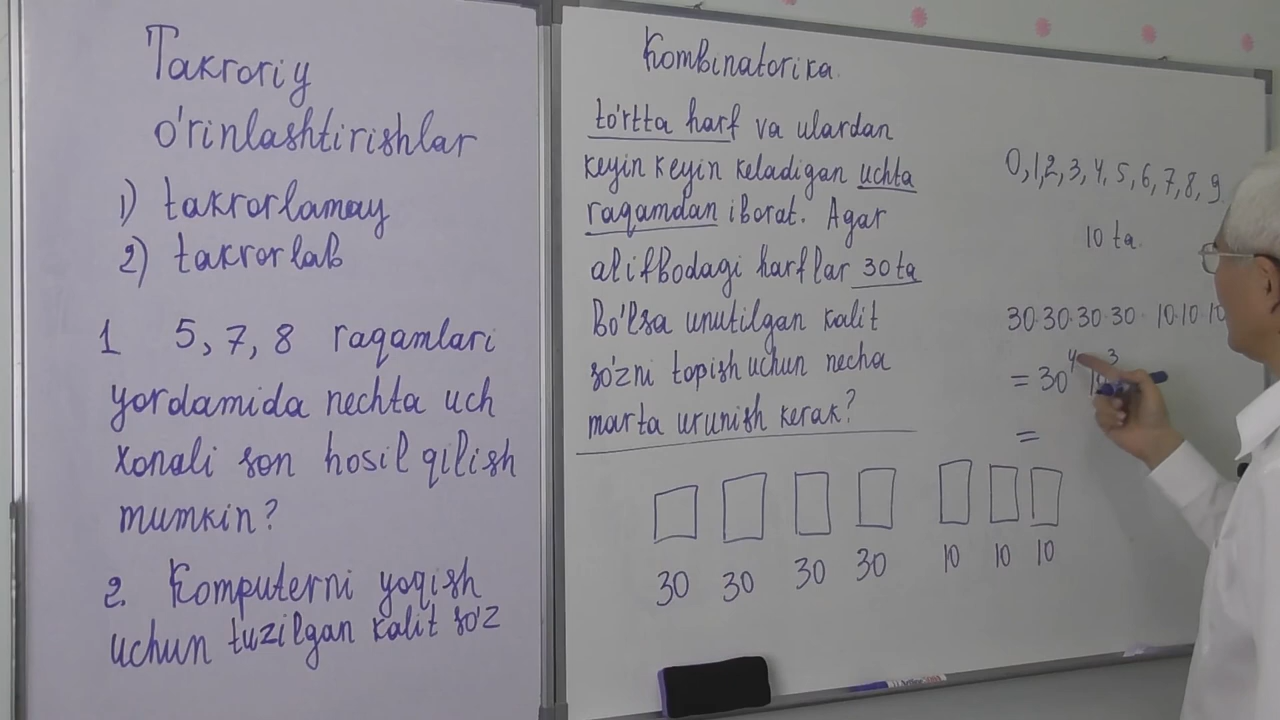 Takroriy
o'rinlashtirishlar
1) takrorlamay
2) takrorlab
1 5, 7, 8 raqamlari
yordamida nechta uch
xonali son hosil qilish
mumkin?
2. Komputerni yoqish
uchun tuzilgan kalit so'z
Kombinatorika.
to'rtta harf va ulardan
keyin keyin keladigan uchta
raqamdan iborat. Agar
alifbodagi harflar 30 ta
bo'lsa unutilgan kalit
so'zni topish uchun necha
marta urunish kerak?
30 30 30 30 10 10 10
0, 1, 2, 3, 4, 5, 6, 7, 8, 9.
10 ta.
30·30·30·30· 10·10·10
= 30⁴ 10³
=